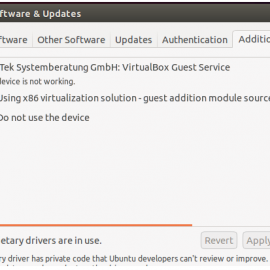 ftware & Updates
ftware Other Software Updates Authentication Additio
Tek Systemberatung GmbH: VirtualBox Guest Service
device is not working.
Using x86 virtualization solution - guest addition module source
Do not use the device
etary drivers are in use.
Revert Apply
ry driver has private code that Ubuntu developers can't review or improve.